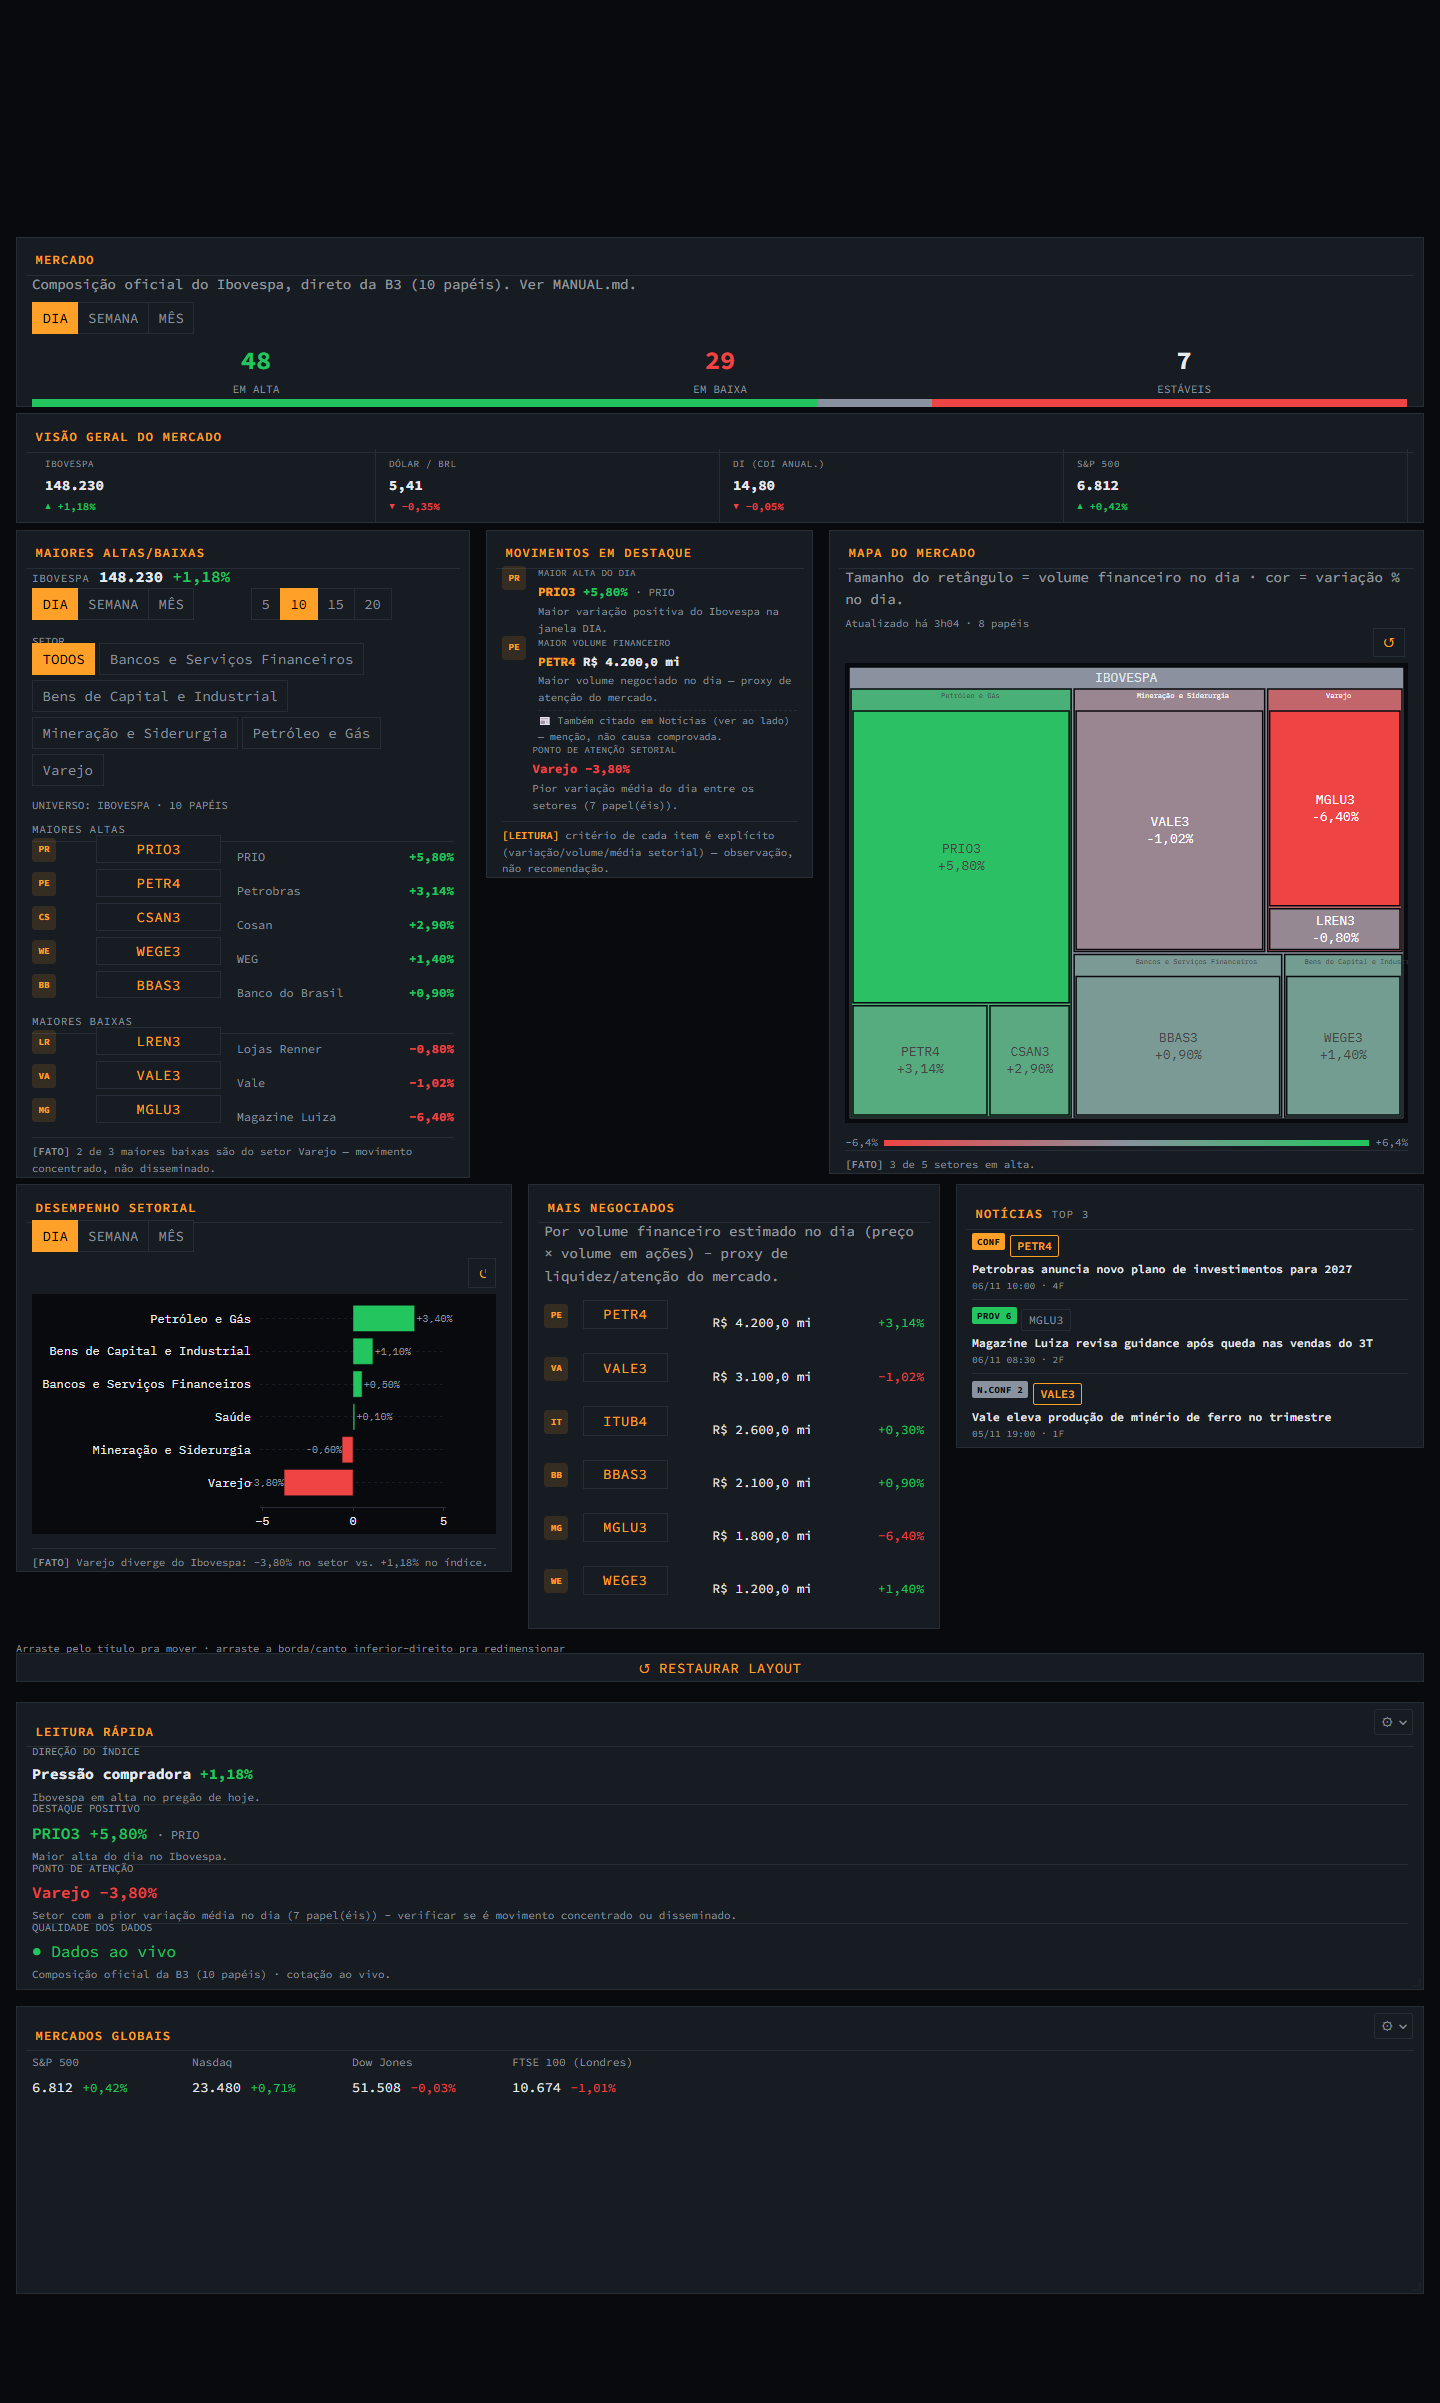 MERCADO
Composição oficial do Ibovespa, direto da B3 (10 papéis). Ver MANUAL.md.
DIA SEMANA MÊS
48 29 7
EM ALTA EM BAIXA ESTÁVEIS
VISÃO GERAL DO MERCADO
IBOVESPA DÓLAR / BRL DI (CDI ANUAL.) S&P 500
148.230 5,41 14,80 6.812
▲ +1,18% ▼ −0,35% ▼ −0,05% ▲ +0,42%
MAIORES ALTAS/BAIXAS
IBOVESPA 148.230 +1,18%
DIA SEMANA MÊS 5 10 15 20
SETOR
TODOS Bancos e Serviços Financeiros
Bens de Capital e Industrial
Mineração e Siderurgia Petróleo e Gás
Varejo
UNIVERSO: IBOVESPA · 10 PAPÉIS
MAIORES ALTAS
PR PRIO3 PRIO +5,80%
PE PETR4 Petrobras +3,14%
CS CSAN3 Cosan +2,90%
WE WEGE3 WEG +1,40%
BB BBAS3 Banco do Brasil +0,90%
MAIORES BAIXAS
LR LREN3 Lojas Renner −0,80%
VA VALE3 Vale −1,02%
MG MGLU3 Magazine Luiza −6,40%
[FATO] 2 de 3 maiores baixas são do setor Varejo — movimento
concentrado, não disseminado.
MOVIMENTOS EM DESTAQUE
PR MAIOR ALTA DO DIA
PRIO3 +5,80% · PRIO
Maior variação positiva do Ibovespa na
janela DIA.
PE MAIOR VOLUME FINANCEIRO
PETR4 R$ 4.200,0 mi
Maior volume negociado no dia — proxy de
atenção do mercado.
📰 Também citado em Notícias (ver ao lado)
— menção, não causa comprovada.
PONTO DE ATENÇÃO SETORIAL
Varejo −3,80%
Pior variação média do dia entre os
setores (7 papel(éis)).
[LEITURA] critério de cada item é explícito
(variação/volume/média setorial) — observação,
não recomendação.
MAPA DO MERCADO
Tamanho do retângulo = volume financeiro no dia · cor = variação %
no dia.
Atualizado há 3h04 · 8 papéis
↺
IBOVESPA
Petróleo e Gás Mineração e Siderurgia Varejo
PRIO3
+5,80%
VALE3
-1,02%
MGLU3
-6,40%
LREN3
-0,80%
Bancos e Serviços Financeiros Bens de Capital e Indus
PETR4
+3,14%
CSAN3
+2,90%
BBAS3
+0,90%
WEGE3
+1,40%
−6,4% +6,4%
[FATO] 3 de 5 setores em alta.
DESEMPENHO SETORIAL
DIA SEMANA MÊS
↺
Petróleo e Gás +3,40%
Bens de Capital e Industrial +1,10%
Bancos e Serviços Financeiros +0,50%
Saúde +0,10%
Mineração e Siderurgia -0,60%
Varejo -3,80%
−5 0 5
[FATO] Varejo diverge do Ibovespa: −3,80% no setor vs. +1,18% no índice.
MAIS NEGOCIADOS
Por volume financeiro estimado no dia (preço
× volume em ações) — proxy de
liquidez/atenção do mercado.
PE PETR4 R$ 4.200,0 mi +3,14%
VA VALE3 R$ 3.100,0 mi −1,02%
IT ITUB4 R$ 2.600,0 mi +0,30%
BB BBAS3 R$ 2.100,0 mi +0,90%
MG MGLU3 R$ 1.800,0 mi −6,40%
WE WEGE3 R$ 1.200,0 mi +1,40%
NOTÍCIAS TOP 3
CONF PETR4
Petrobras anuncia novo plano de investimentos para 2027
06/11 10:00 · 4F
PROV 6 MGLU3
Magazine Luiza revisa guidance após queda nas vendas do 3T
06/11 08:30 · 2F
N.CONF 2 VALE3
Vale eleva produção de minério de ferro no trimestre
05/11 19:00 · 1F
Arraste pelo título pra mover · arraste a borda/canto inferior-direito pra redimensionar
↺ RESTAURAR LAYOUT
LEITURA RÁPIDA
DIREÇÃO DO ÍNDICE
Pressão compradora +1,18%
Ibovespa em alta no pregão de hoje.
DESTAQUE POSITIVO
PRIO3 +5,80% · PRIO
Maior alta do dia no Ibovespa.
PONTO DE ATENÇÃO
Varejo −3,80%
Setor com a pior variação média no dia (7 papel(éis)) — verificar se é movimento concentrado ou disseminado.
QUALIDADE DOS DADOS
● Dados ao vivo
Composição oficial da B3 (10 papéis) · cotação ao vivo.
MERCADOS GLOBAIS
S&P 500 Nasdaq Dow Jones FTSE 100 (Londres)
6.812 +0,42% 23.480 +0,71% 51.508 −0,03% 10.674 −1,01%